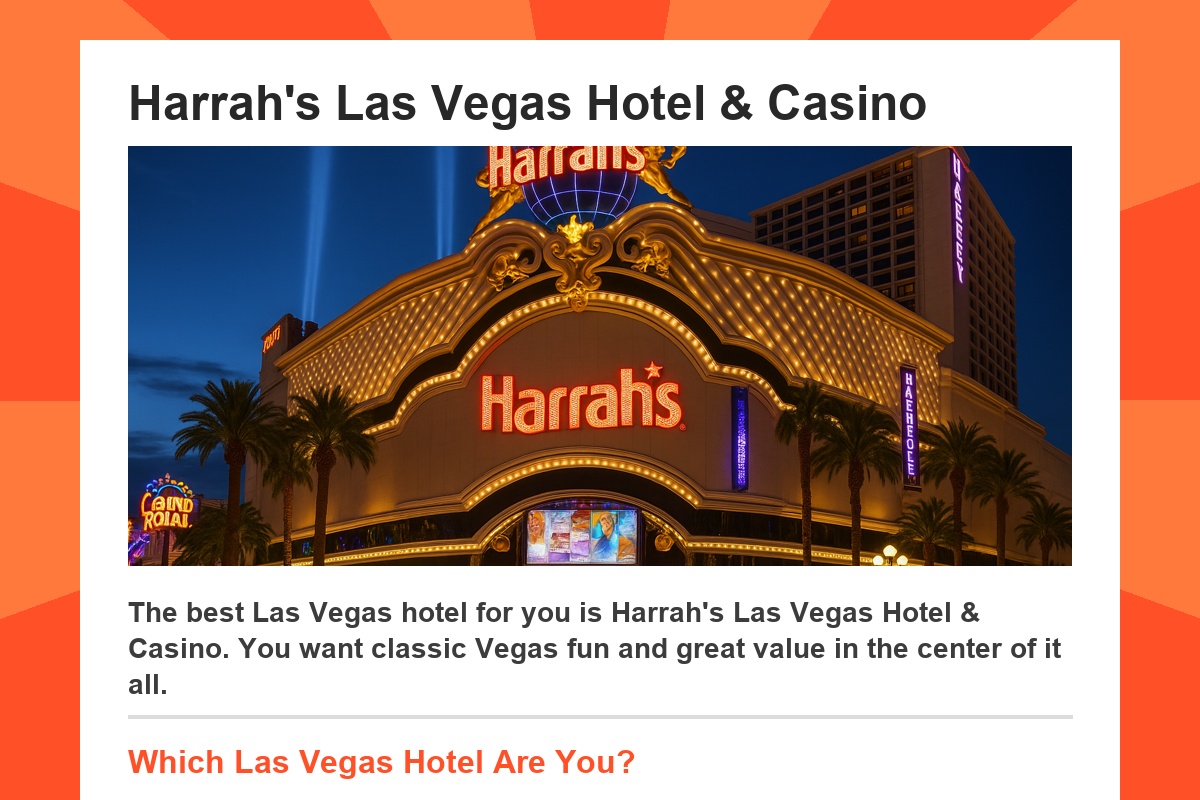 Harrah's Las Vegas Hotel & Casino
Harrah's
Harrah's
The best Las Vegas hotel for you is Harrah's Las Vegas Hotel &
Casino. You want classic Vegas fun and great value in the center of it
all.
Which Las Vegas Hotel Are You?